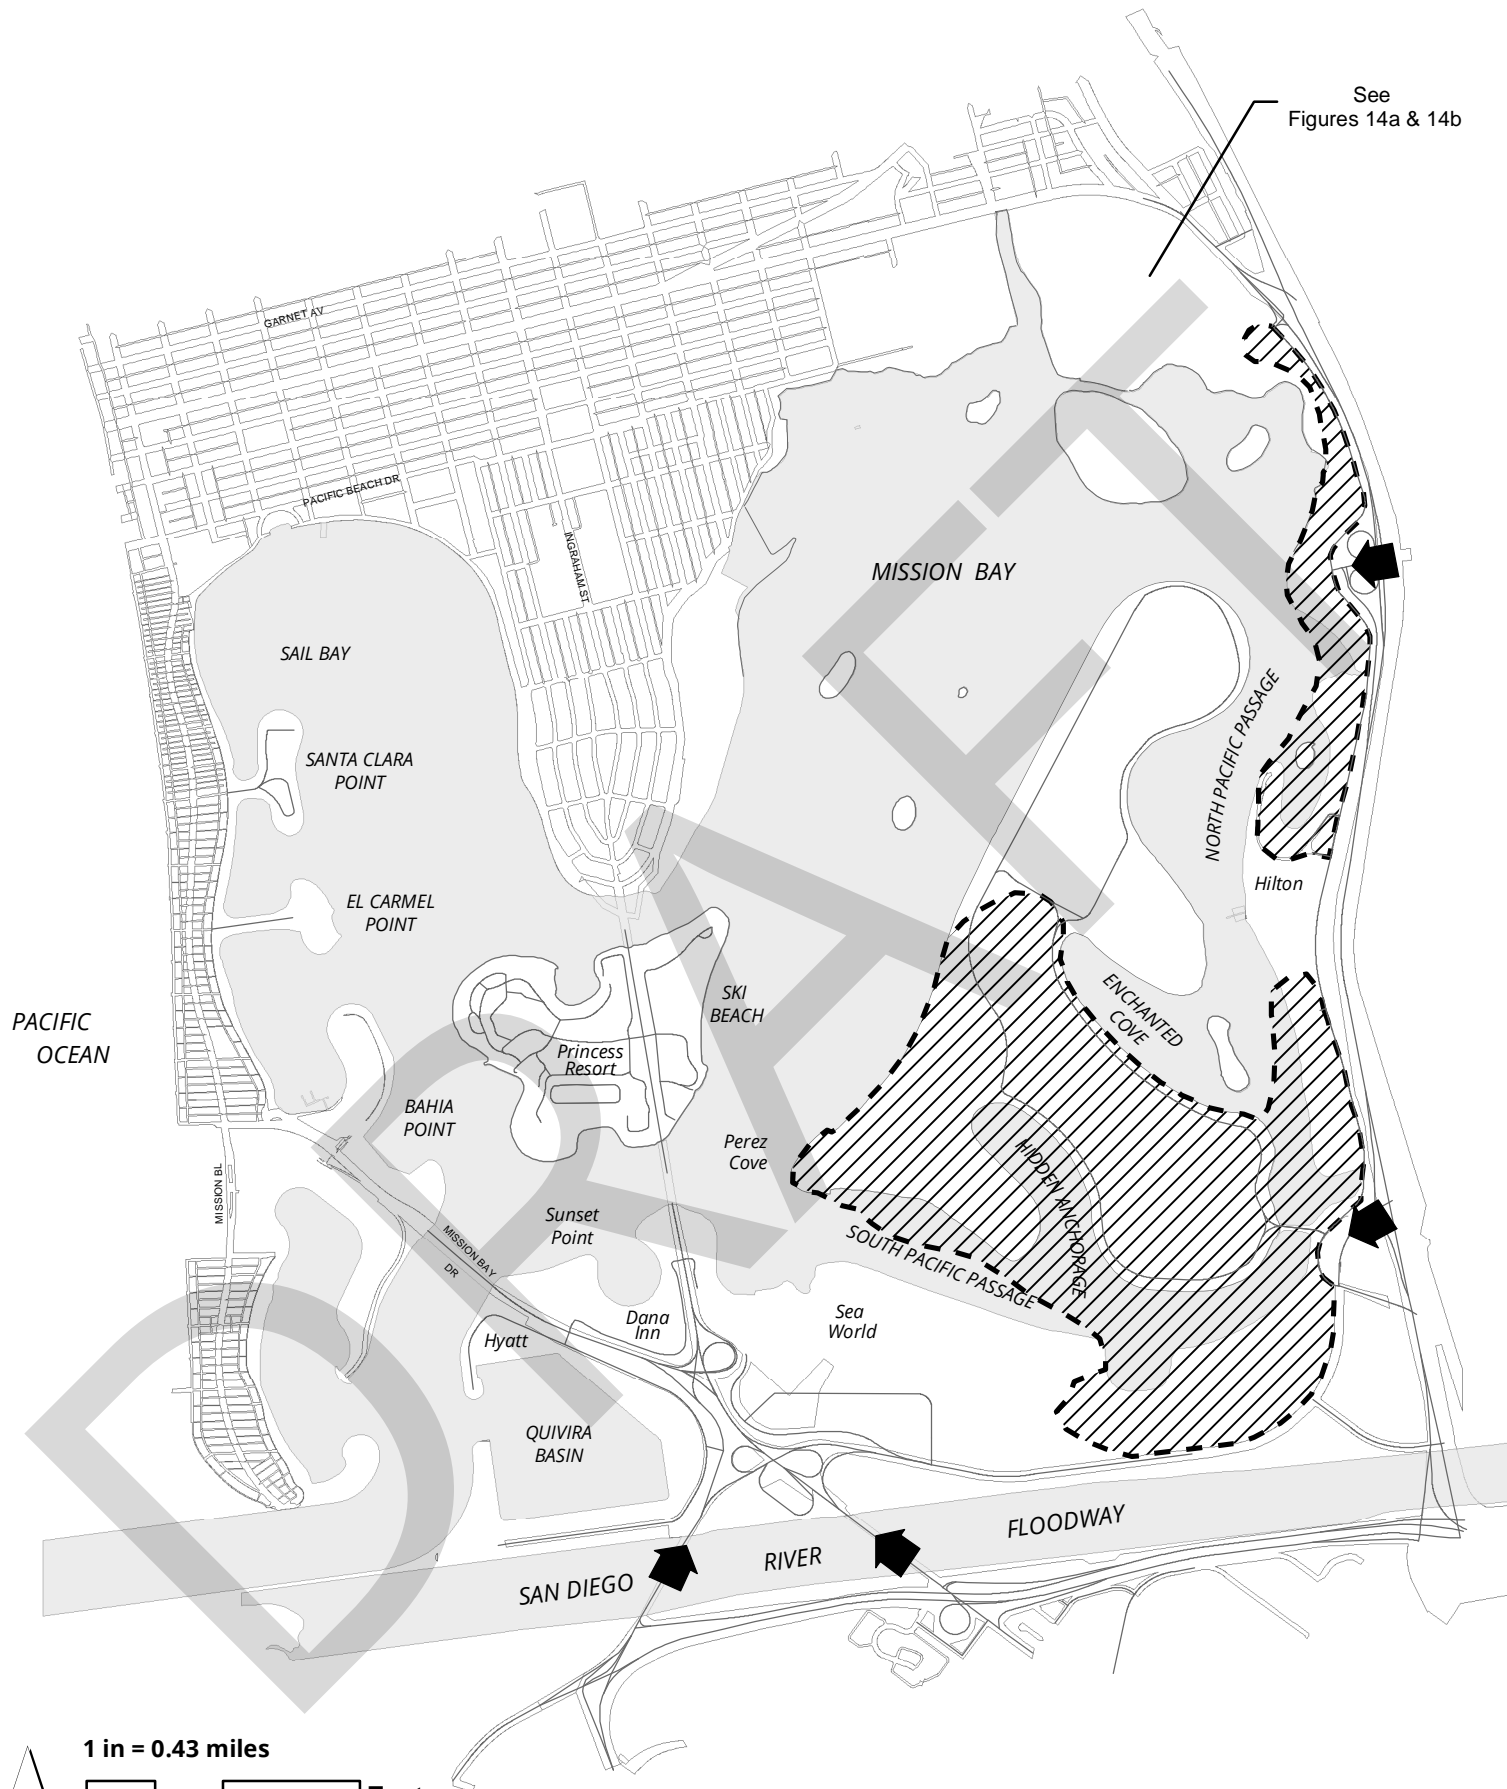 See
Figures 14a & 14b
GARNET AV
PACIFIC BEACH DR
INGRAHAM ST
MISSION BAY
SAIL BAY
NORTH PACIFIC PASSAGE
SANTA CLARA
POINT
Hilton
EL CARMEL
POINT
ENCHANTED
COVE
SKI
BEACH
PACIFIC
OCEAN
Princess
Resort
BAHIA
POINT
Perez
Cove
HIDDEN ANCHORAGE
MISSION BL
Sunset
Point
MISSION BAY
DR
SOUTH PACIFIC PASSAGE
Sea
World
Dana
Inn
Hyatt
QUIVIRA
BASIN
SAN DIEGO RIVER FLOODWAY
DRAFT
1 in = 0.43 miles